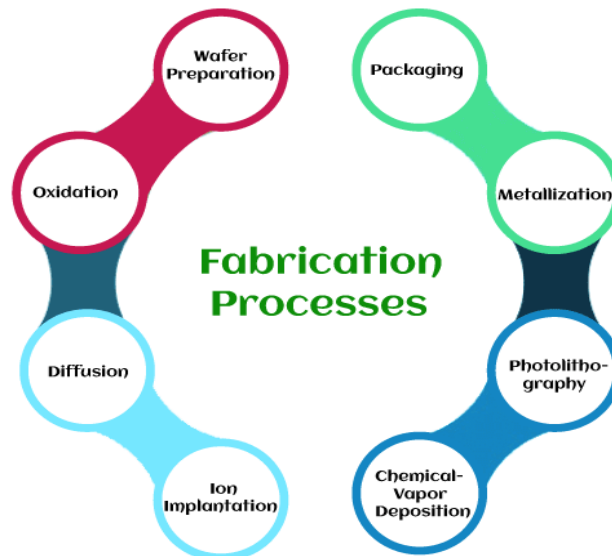 Wafer
Preparation
Packaging
Oxidation
Metallization
Fabrication
Processes
Diffusion
Photolitho-
graphy
Ion
Implantation
Chemical-
Vapor
Deposition